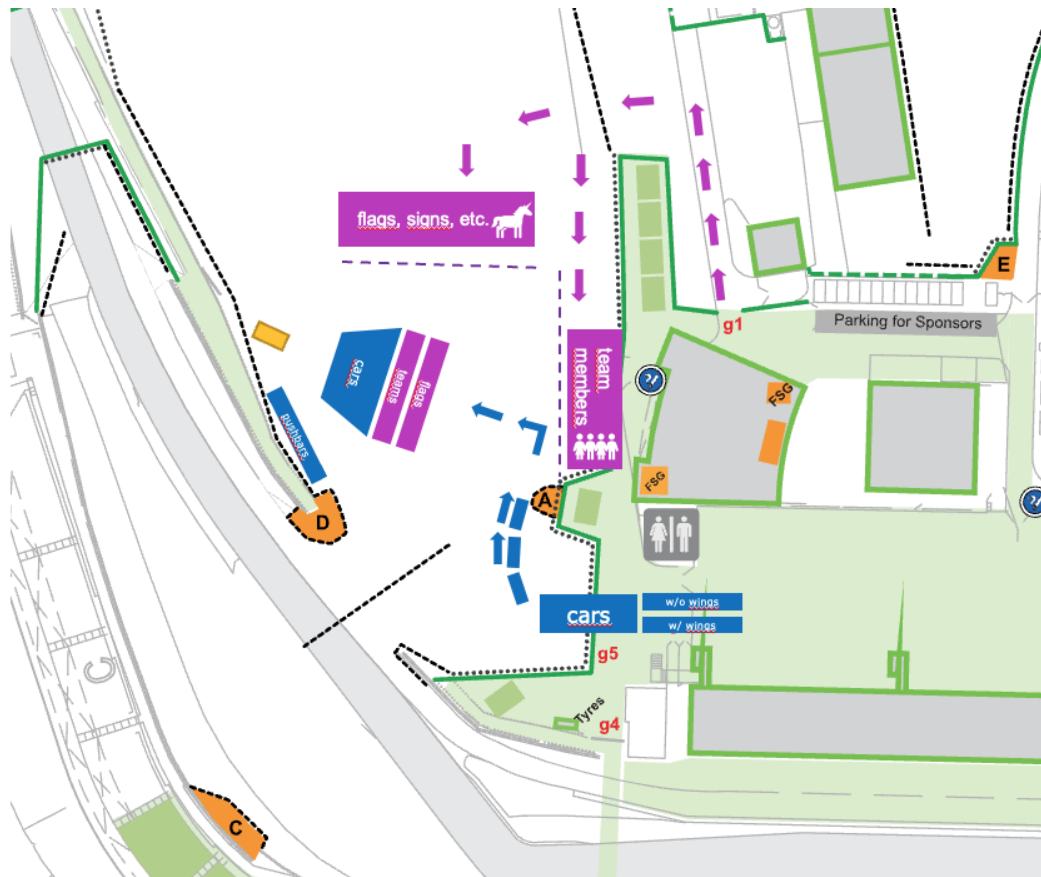 flags, signs, etc.
E
Parking for Sponsors
g1
team
members
cars
teams
flags
FSG
FSG
pushbars
A
D
cars
w/o wings
w/ wings
g5
C
Tyres
g4
C